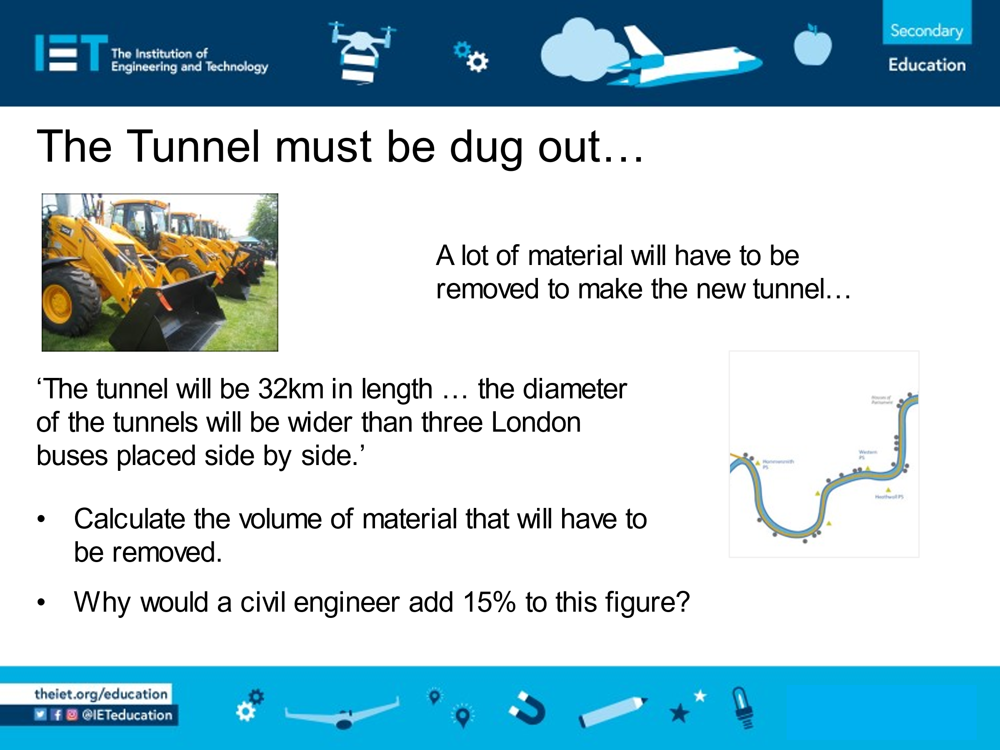 IET The Institution of
Engineering and Technology
Secondary
Education
The Tunnel must be dug out…
A lot of material will have to be
removed to make the new tunnel…
‘The tunnel will be 32km in length … the diameter
of the tunnels will be wider than three London
buses placed side by side.’
Houses of
Parliament
Western
PS
Hammersmith
PS
Heathwall PS
• Calculate the volume of material that will have to
be removed.
• Why would a civil engineer add 15% to this figure?
theiet.org/education
@IETeducation